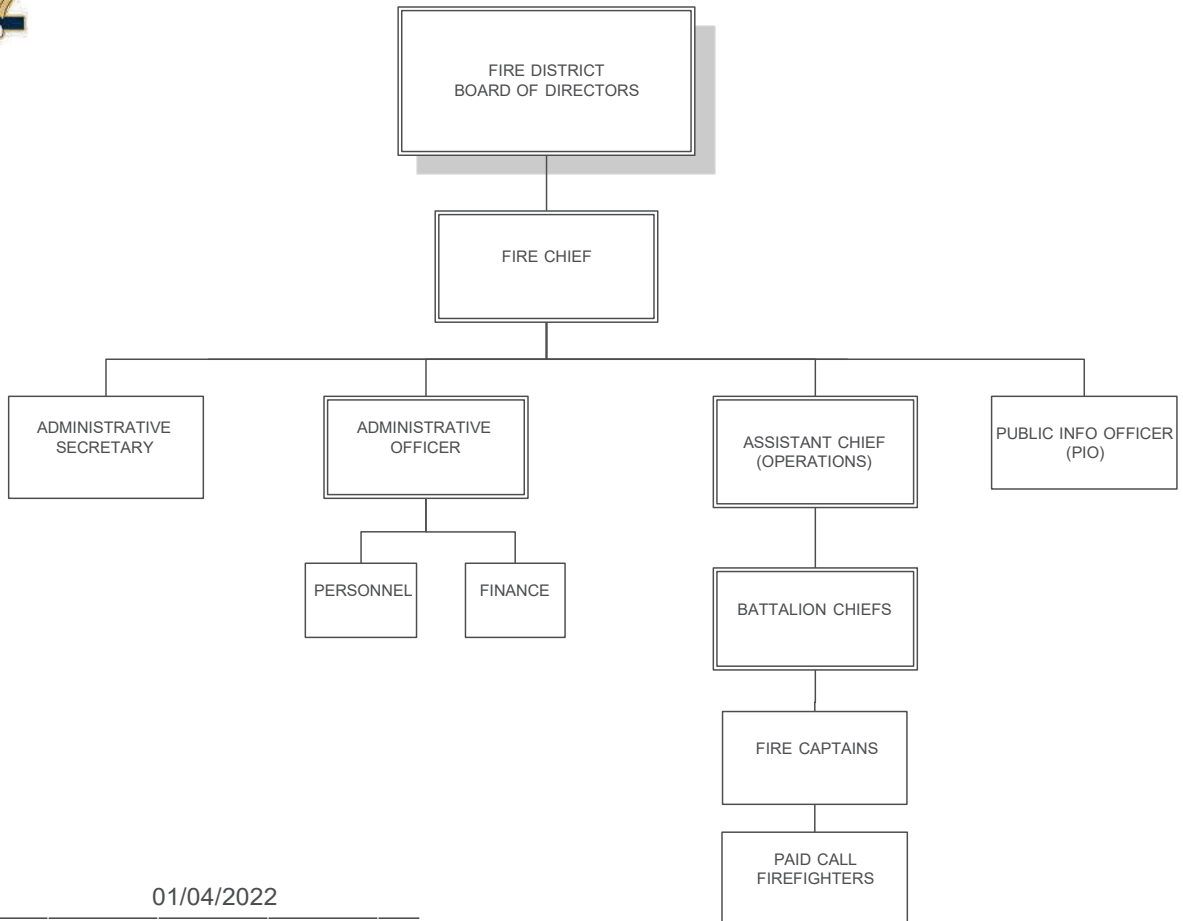 FIRE DISTRICT
BOARD OF DIRECTORS
FIRE CHIEF
ADMINISTRATIVE
SECRETARY
ADMINISTRATIVE
OFFICER
ASSISTANT CHIEF
(OPERATIONS)
PUBLIC INFO OFFICER
(PIO)
PERSONNEL
FINANCE
BATTALION CHIEFS
FIRE CAPTAINS
PAID CALL
FIREFIGHTERS
01/04/2022